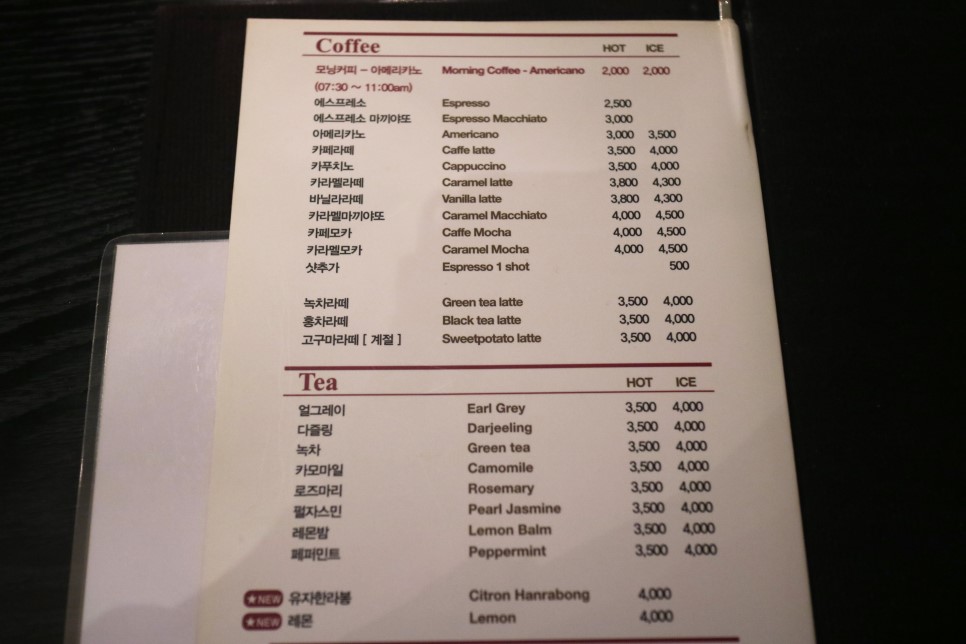 Coffee HOT ICE
모닝커피 – 아메리카노 Morning Coffee - Americano 2,000 2,000
(07:30 ~ 11:00am)
에스프레소 Espresso 2,500
에스프레소 마끼야또 Espresso Macchiato 3,000
아메리카노 Americano 3,000 3,500
카페라떼 Caffe latte 3,500 4,000
카푸치노 Cappuccino 3,500 4,000
카라멜라떼 Caramel latte 3,800 4,300
바닐라라떼 Vanilla latte 3,800 4,300
카라멜마끼야또 Caramel Macchiato 4,000 4,500
카페모카 Caffe Mocha 4,000 4,500
카라멜모카 Caramel Mocha 4,000 4,500
샷추가 Espresso 1 shot 500
녹차라떼 Green tea latte 3,500 4,000
홍차라떼 Black tea latte 3,500 4,000
고구마라떼 [ 계절 ] Sweetpotato latte 3,500 4,000
Tea HOT ICE
얼그레이 Earl Grey 3,500 4,000
다즐링 Darjeeling 3,500 4,000
녹차 Green tea 3,500 4,000
카모마일 Camomile 3,500 4,000
로즈마리 Rosemary 3,500 4,000
펄자스민 Pearl Jasmine 3,500 4,000
레몬밤 Lemon Balm 3,500 4,000
페퍼민트 Peppermint 3,500 4,000
★NEW 유자한라봉 Citron Hanrabong 4,000
★NEW 레몬 Lemon 4,000